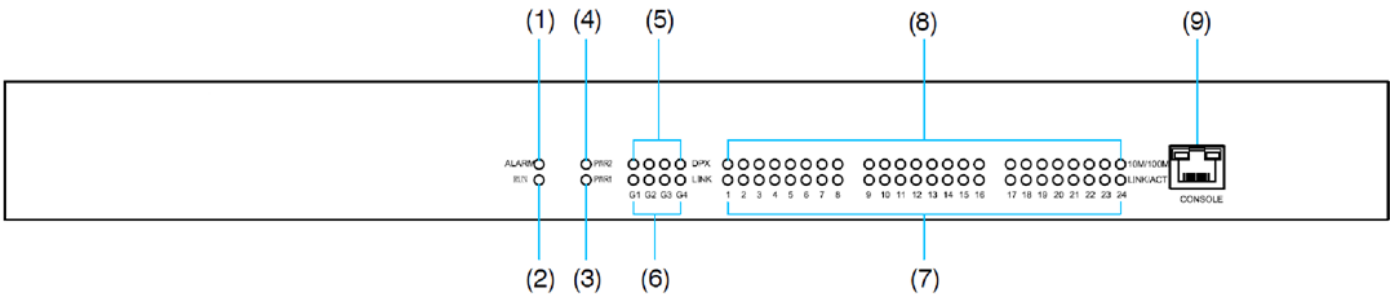 (1) (4) (5) (8) (9)
ALARM PWR2 DPX 10M/100M
RUN PWR1 LINK LINK/ACT
G1 G2 G3 G4 1 2 3 4 5 6 7 8 9 10 11 12 13 14 15 16 17 18 19 20 21 22 23 24
CONSOLE
(2) (3) (6) (7)